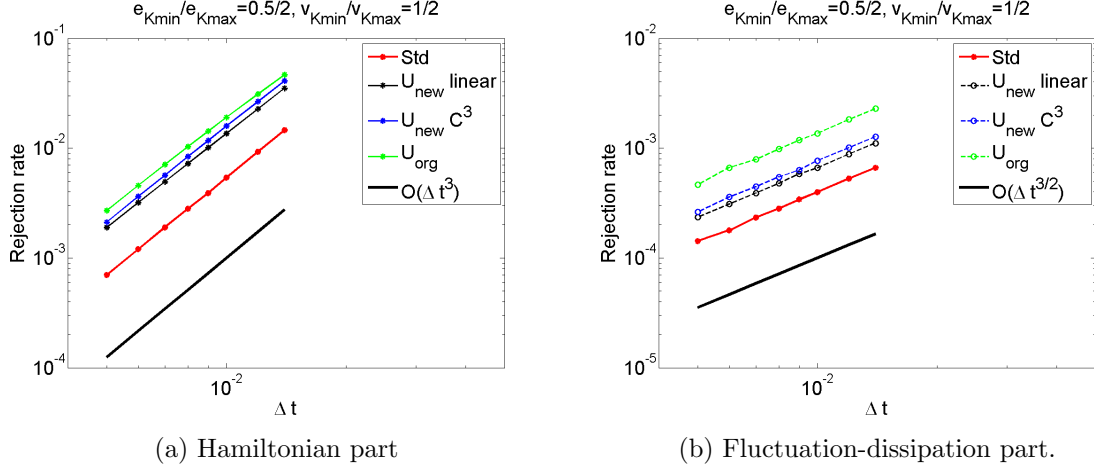 e_Kmin/e_Kmax=0.5/2, v_Kmin/v_Kmax=1/2
10^-1
10^-2
10^-3
10^-4
Rejection rate
Std
U_new linear
U_new C^3
U_org
O(Δ t^3)
10^-2
Δ t
(a) Hamiltonian part
e_Kmin/e_Kmax=0.5/2, v_Kmin/v_Kmax=1/2
10^-2
10^-3
10^-4
10^-5
Rejection rate
Std
U_new linear
U_new C^3
U_org
O(Δ t^3/2)
10^-2
Δ t
(b) Fluctuation-dissipation part.